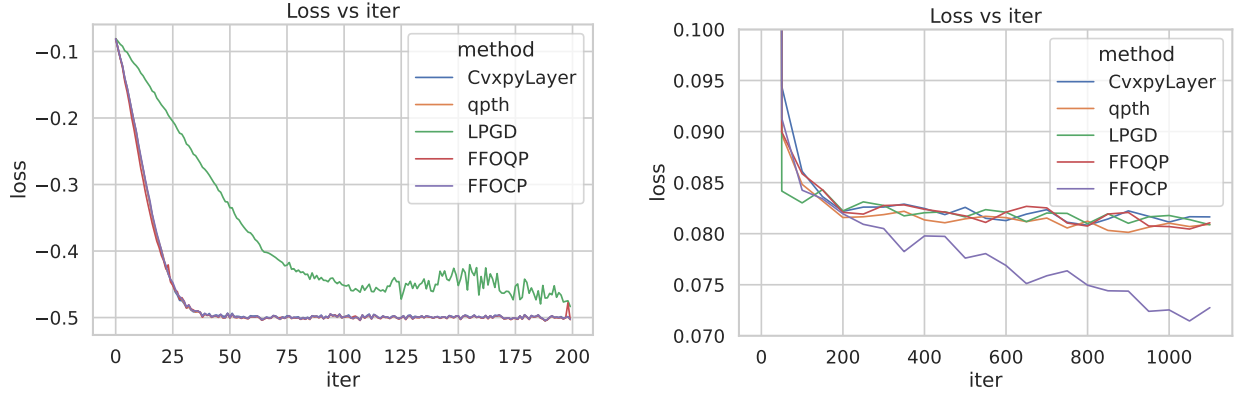 Loss vs iter
−0.1
−0.2
−0.3
−0.4
−0.5
loss
0
25
50
75
100
125
150
175
200
iter
method
CvxpyLayer
qpth
LPGD
FFOQP
FFOCP
Loss vs iter
0.100
0.095
0.090
0.085
0.080
0.075
0.070
loss
0
200
400
600
800
1000
iter
method
CvxpyLayer
qpth
LPGD
FFOQP
FFOCP